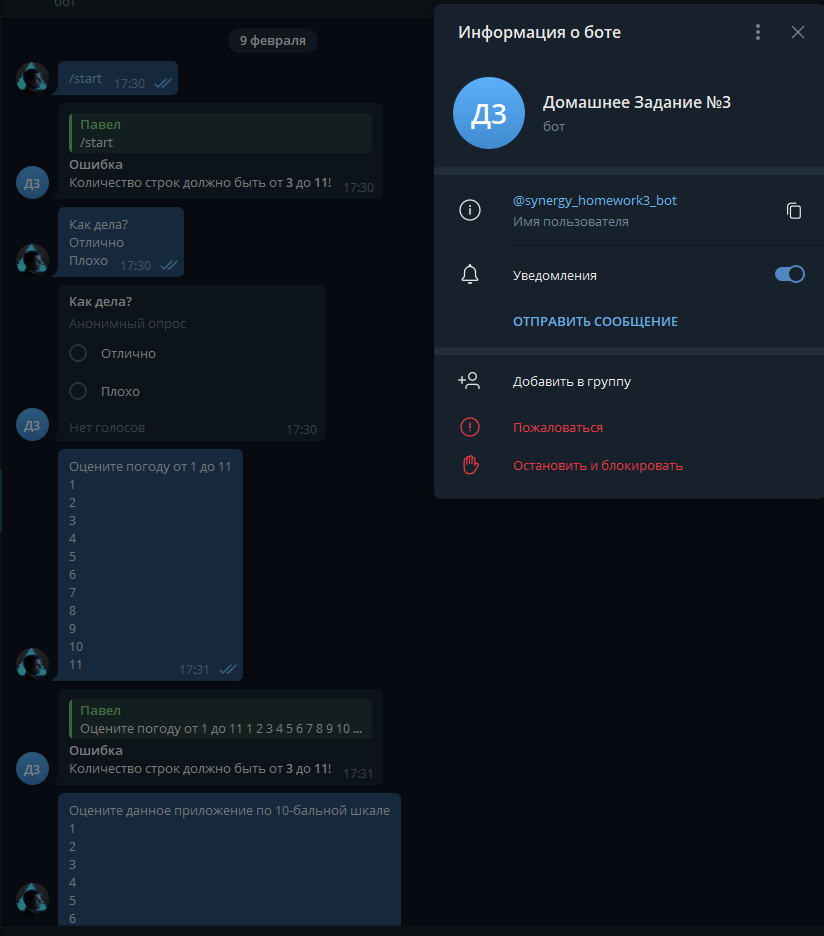 бот
9 февраля
/start 17:30
Павел
/start
Ошибка
Количество строк должно быть от 3 до 11! 17:30
ДЗ
Как дела?
Отлично
Плохо 17:30
Как дела?
Анонимный опрос
Отлично
Плохо
Нет голосов 17:30
ДЗ
Оцените погоду от 1 до 11
1
2
3
4
5
6
7
8
9
10
11 17:31
Павел
Оцените погоду от 1 до 11 1 2 3 4 5 6 7 8 9 10 ...
Ошибка
Количество строк должно быть от 3 до 11! 17:31
ДЗ
Оцените данное приложение по 10-бальной шкале
1
2
3
4
5
6
Информация о боте
ДЗ
Домашнее Задание №3
бот
@synergy_homework3_bot
Имя пользователя
Уведомления
ОТПРАВИТЬ СООБЩЕНИЕ
Добавить в группу
Пожаловаться
Остановить и блокировать